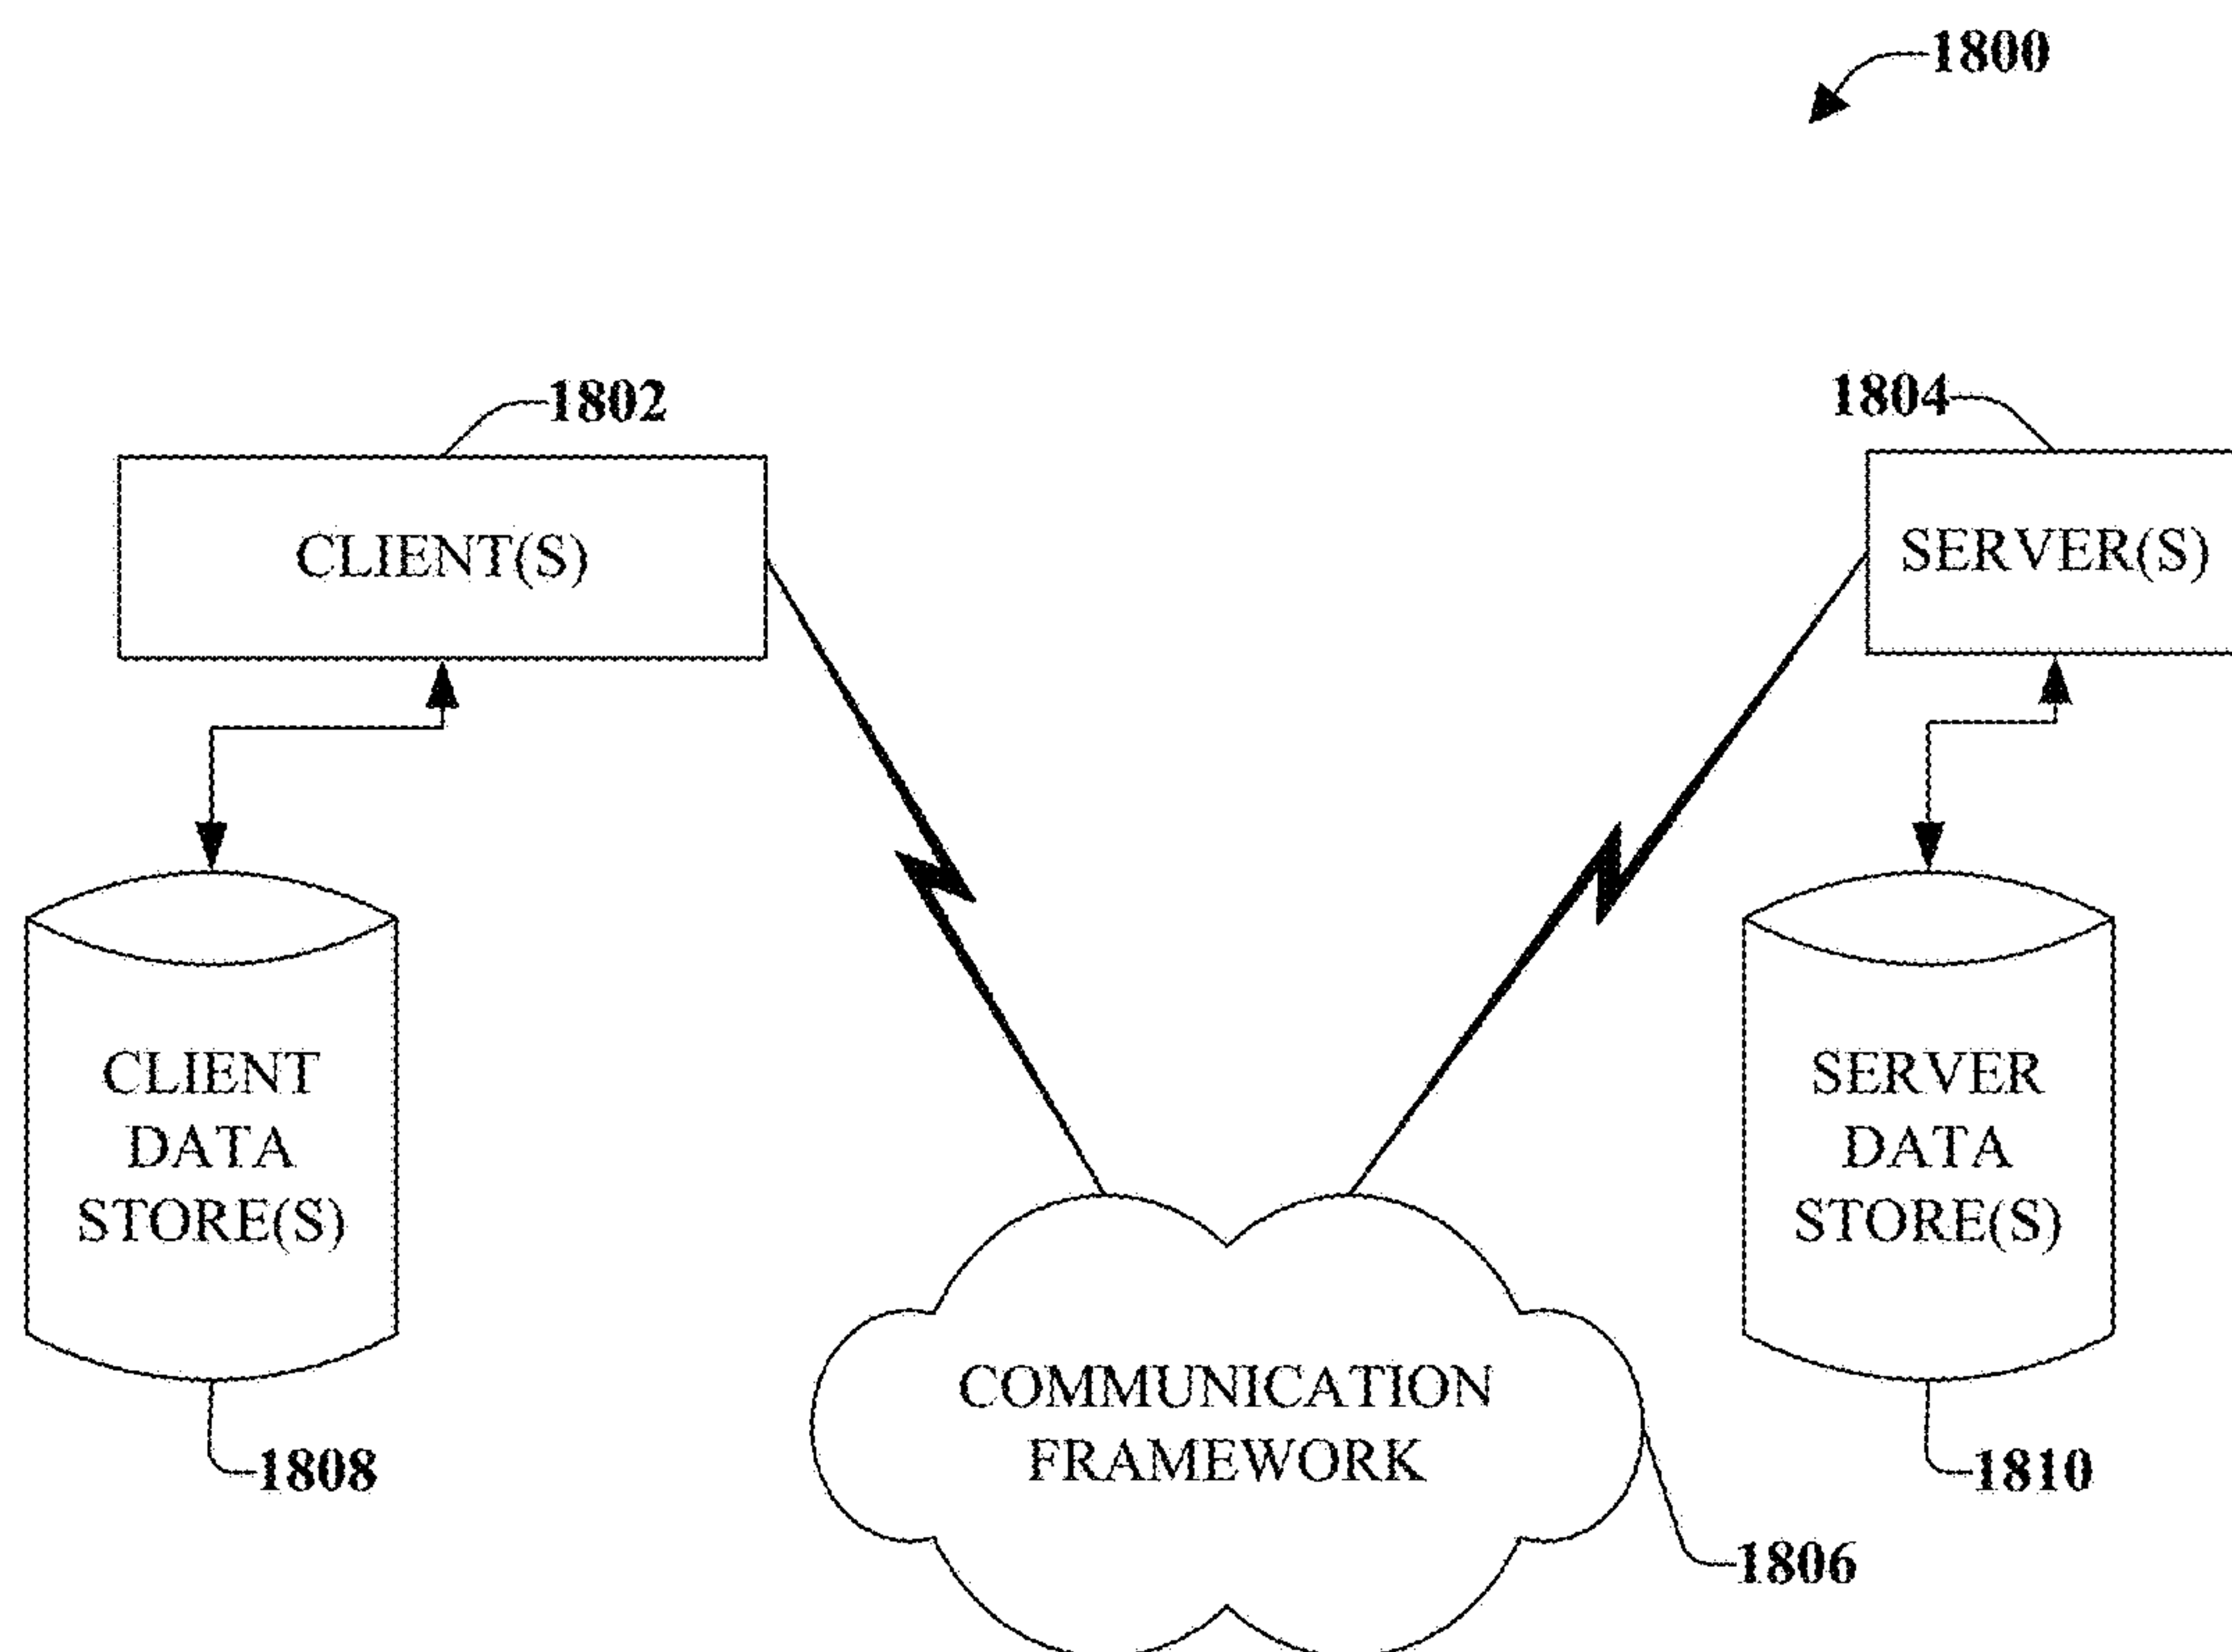 1800
1802
1804
CLIENT(S)
SERVER(S)
CLIENT
DATA
STORE(S)
SERVER
DATA
STORE(S)
COMMUNICATION
FRAMEWORK
1808
1810
1806